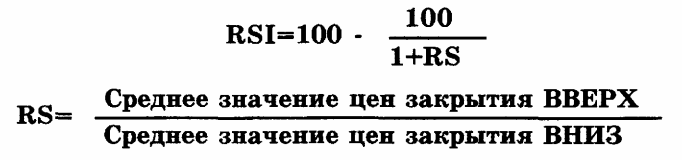 RSI=100 - 100
1+RS
RS= Среднее значение цен закрытия ВВЕРХ
Среднее значение цен закрытия ВНИЗ